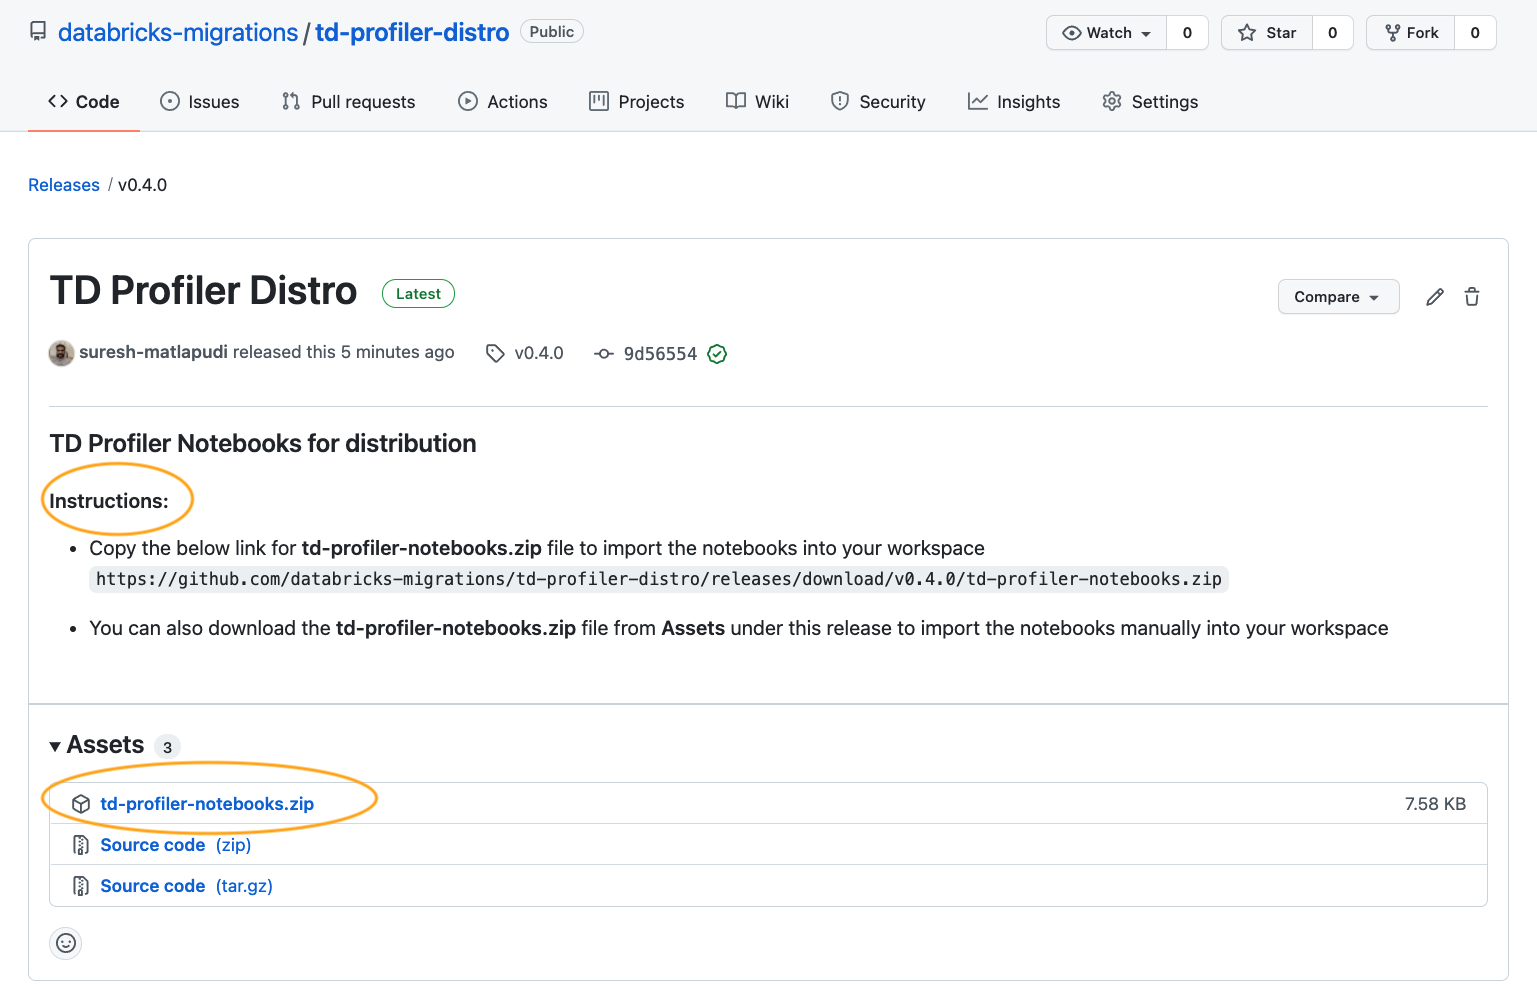 databricks-migrations / td-profiler-distro Public Watch 0 Star 0 Fork 0
Code Issues Pull requests Actions Projects Wiki Security Insights Settings
Releases / v0.4.0
TD Profiler Distro Latest Compare
suresh-matlapudi released this 5 minutes ago v0.4.0 9d56554
TD Profiler Notebooks for distribution
Instructions:
• Copy the below link for td-profiler-notebooks.zip file to import the notebooks into your workspace
https://github.com/databricks-migrations/td-profiler-distro/releases/download/v0.4.0/td-profiler-notebooks.zip
• You can also download the td-profiler-notebooks.zip file from Assets under this release to import the notebooks manually into your workspace
Assets 3
td-profiler-notebooks.zip 7.58 KB
Source code (zip)
Source code (tar.gz)